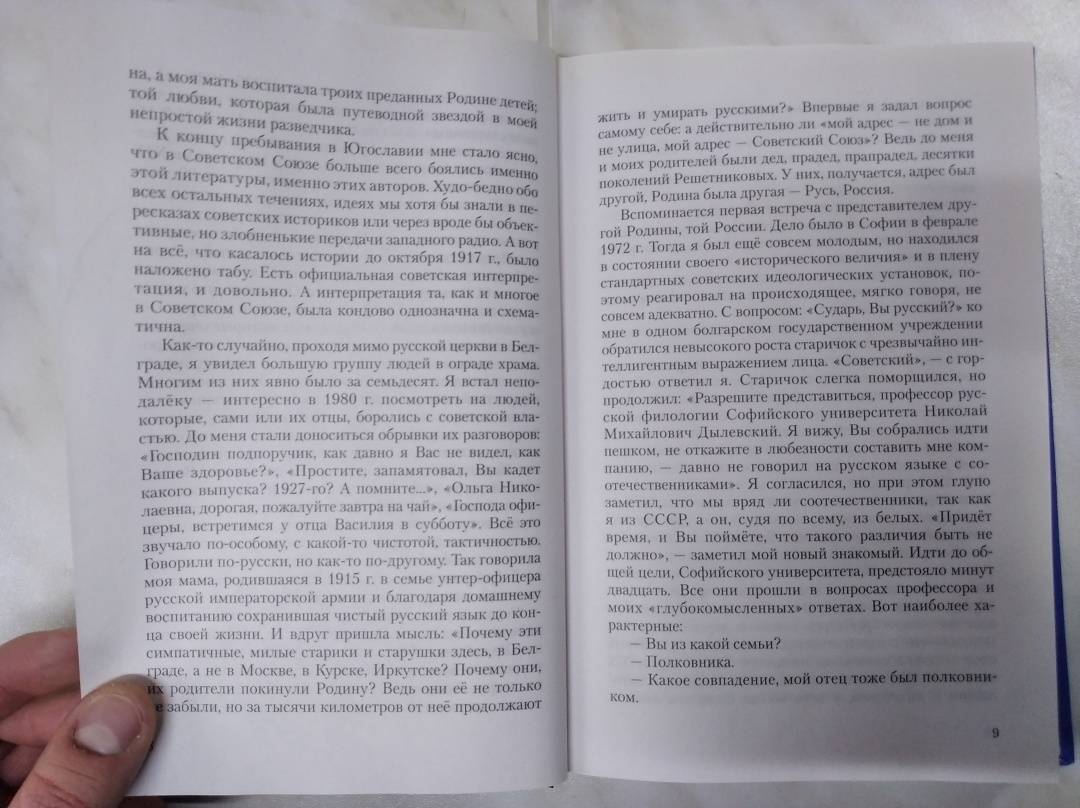 на, а моя мать воспитала троих преданных Родине детей;
той любви, которая была путеводной звездой в моей
непростой жизни разведчика.
К концу пребывания в Югославии мне стало ясно,
что в Советском Союзе больше всего боялись именно
этой литературы, именно этих авторов. Худо-бедно обо
всех остальных течениях, идеях мы хотя бы знали в пе-
ресказах советских историков или через вроде бы объек-
тивные, но злобненькие передачи западного радио. А вот
на всё, что касалось истории до октября 1917 г., было
наложено табу. Есть официальная советская интерпре-
тация, и довольно. А интерпретация та, как и многое
в Советском Союзе, была кондово однозначна и схема-
тична.
Как-то случайно, проходя мимо русской церкви в Бел-
граде, я увидел большую группу людей в ограде храма.
Многим из них явно было за семьдесят. Я встал непо-
далёку — интересно в 1980 г. посмотреть на людей,
которые, сами или их отцы, боролись с советской вла-
стью. До меня стали доноситься обрывки их разговоров:
«Господин подпоручик, как давно я Вас не видел, как
Ваше здоровье?», «Простите, запамятовал, Вы кадет
какого выпуска? 1927-го? А помните...», «Ольга Нико-
лаевна, дорогая, пожалуйте завтра на чай», «Господа офи-
церы, встретимся у отца Василия в субботу». Всё это
звучало по-особому, с какой-то чистотой, тактичностью.
Говорили по-русски, но как-то по-другому. Так говорила
моя мама, родившаяся в 1915 г. в семье унтер-офицера
русской императорской армии и благодаря домашнему
воспитанию сохранившая чистый русский язык до кон-
ца своей жизни. И вдруг пришла мысль: «Почему эти
симпатичные, милые старики и старушки здесь, в Бел-
граде, а не в Москве, в Курске, Иркутске? Почему они,
их родители покинули Родину? Ведь они её не только
не забыли, но за тысячи километров от неё продолжают
жить и умирать русскими?» Впервые я задал вопрос
самому себе: а действительно ли «мой адрес — не дом и
не улица, мой адрес — Советский Союз»? Ведь до меня
и моих родителей были дед, прадед, прапрадед, десятки
поколений Решетниковых. У них, получается, адрес был
другой, Родина была другая — Русь, Россия.
Вспоминается первая встреча с представителем дру-
гой Родины, той России. Дело было в Софии в феврале
1972 г. Тогда я был ещё совсем молодым, но находился
в состоянии своего «исторического величия» и в плену
стандартных советских идеологических установок, по-
этому реагировал на происходящее, мягко говоря, не
совсем адекватно. С вопросом: «Сударь, Вы русский?» ко
мне в одном болгарском государственном учреждении
обратился невысокого роста старичок с чрезвычайно ин-
теллигентным выражением лица. «Советский», — с гор-
достью ответил я. Старичок слегка поморщился, но
продолжил: «Разрешите представиться, профессор рус-
ской филологии Софийского университета Николай
Михайлович Дылевский. Я вижу, Вы собрались идти
пешком, не откажите в любезности составить мне ком-
панию, — давно не говорил на русском языке с со-
отечественниками». Я согласился, но при этом глупо
заметил, что мы вряд ли соотечественники, так как
я из СССР, а он, судя по всему, из белых. «Придёт
время, и Вы поймёте, что такого различия быть не
должно», — заметил мой новый знакомый. Идти до об-
щей цели, Софийского университета, предстояло минут
двадцать. Все они прошли в вопросах профессора и
моих «глубокомысленных» ответах. Вот наиболее ха-
рактерные:
— Вы из какой семьи?
— Полковника.
— Какое совпадение, мой отец тоже был полковни-
ком.
9